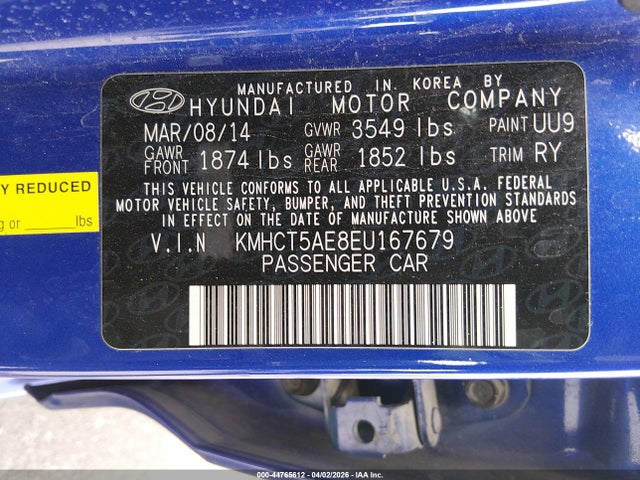 MANUFACTURED IN KOREA BY
HYUNDAI MOTOR COMPANY
MAR/08/14 GVWR 3549 lbs PAINT UU9
GAWR FRONT 1874 lbs GAWR REAR 1852 lbs TRIM RY
THIS VEHICLE CONFORMS TO ALL APPLICABLE U.S.A. FEDERAL
MOTOR VEHICLE SAFETY, BUMPER, AND THEFT PREVENTION STANDARDS
IN EFFECT ON THE DATE OF MANUFACTURE SHOWN ABOVE
V.I.N KMHCT5AE8EU167679
PASSENGER CAR
Y REDUCED
g or ______lbs
000-44765612 - 04/02/2026 - IAA Inc.